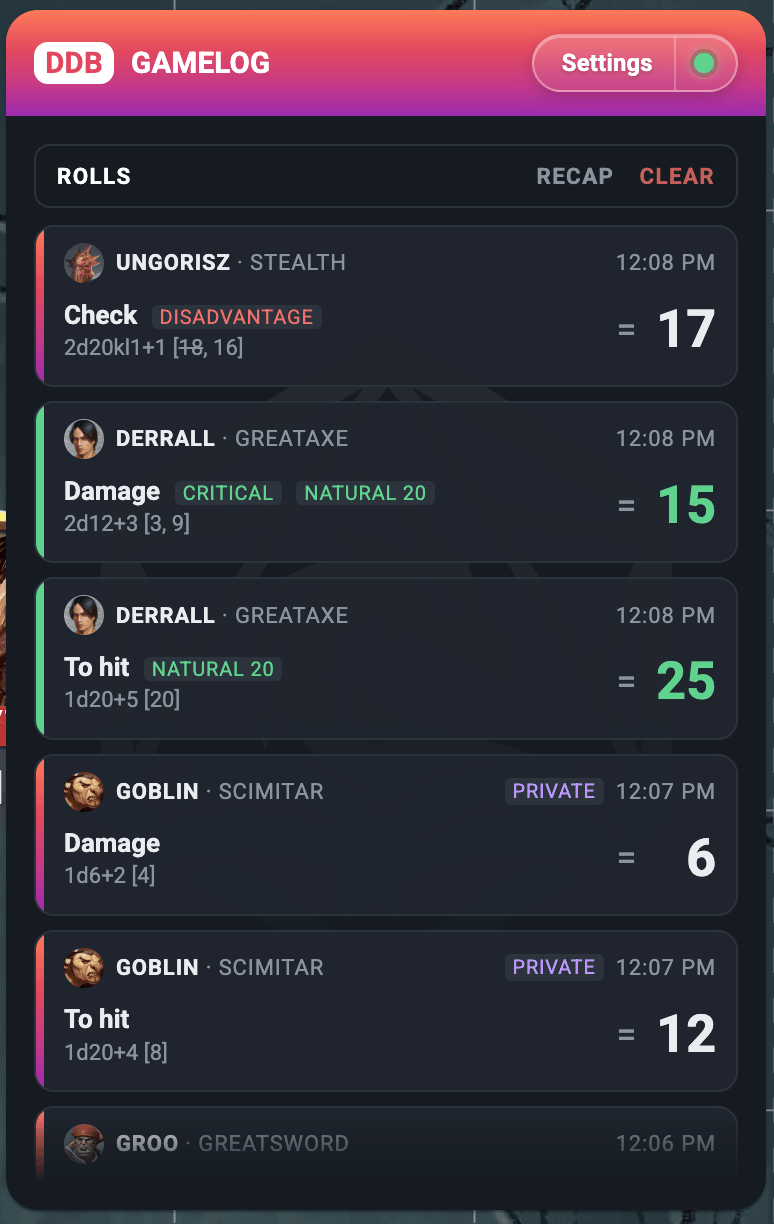 DDB GAMELOG Settings
ROLLS RECAP CLEAR
UNGORISZ · STEALTH 12:08 PM
Check DISADVANTAGE
2d20kl1+1 [18, 16] = 17
DERRALL · GREATAXE 12:08 PM
Damage CRITICAL NATURAL 20
2d12+3 [3, 9] = 15
DERRALL · GREATAXE 12:08 PM
To hit NATURAL 20
1d20+5 [20] = 25
GOBLIN · SCIMITAR PRIVATE 12:07 PM
Damage
1d6+2 [4] = 6
GOBLIN · SCIMITAR PRIVATE 12:07 PM
To hit
1d20+4 [8] = 12
GROO · GREATSWORD 12:06 PM